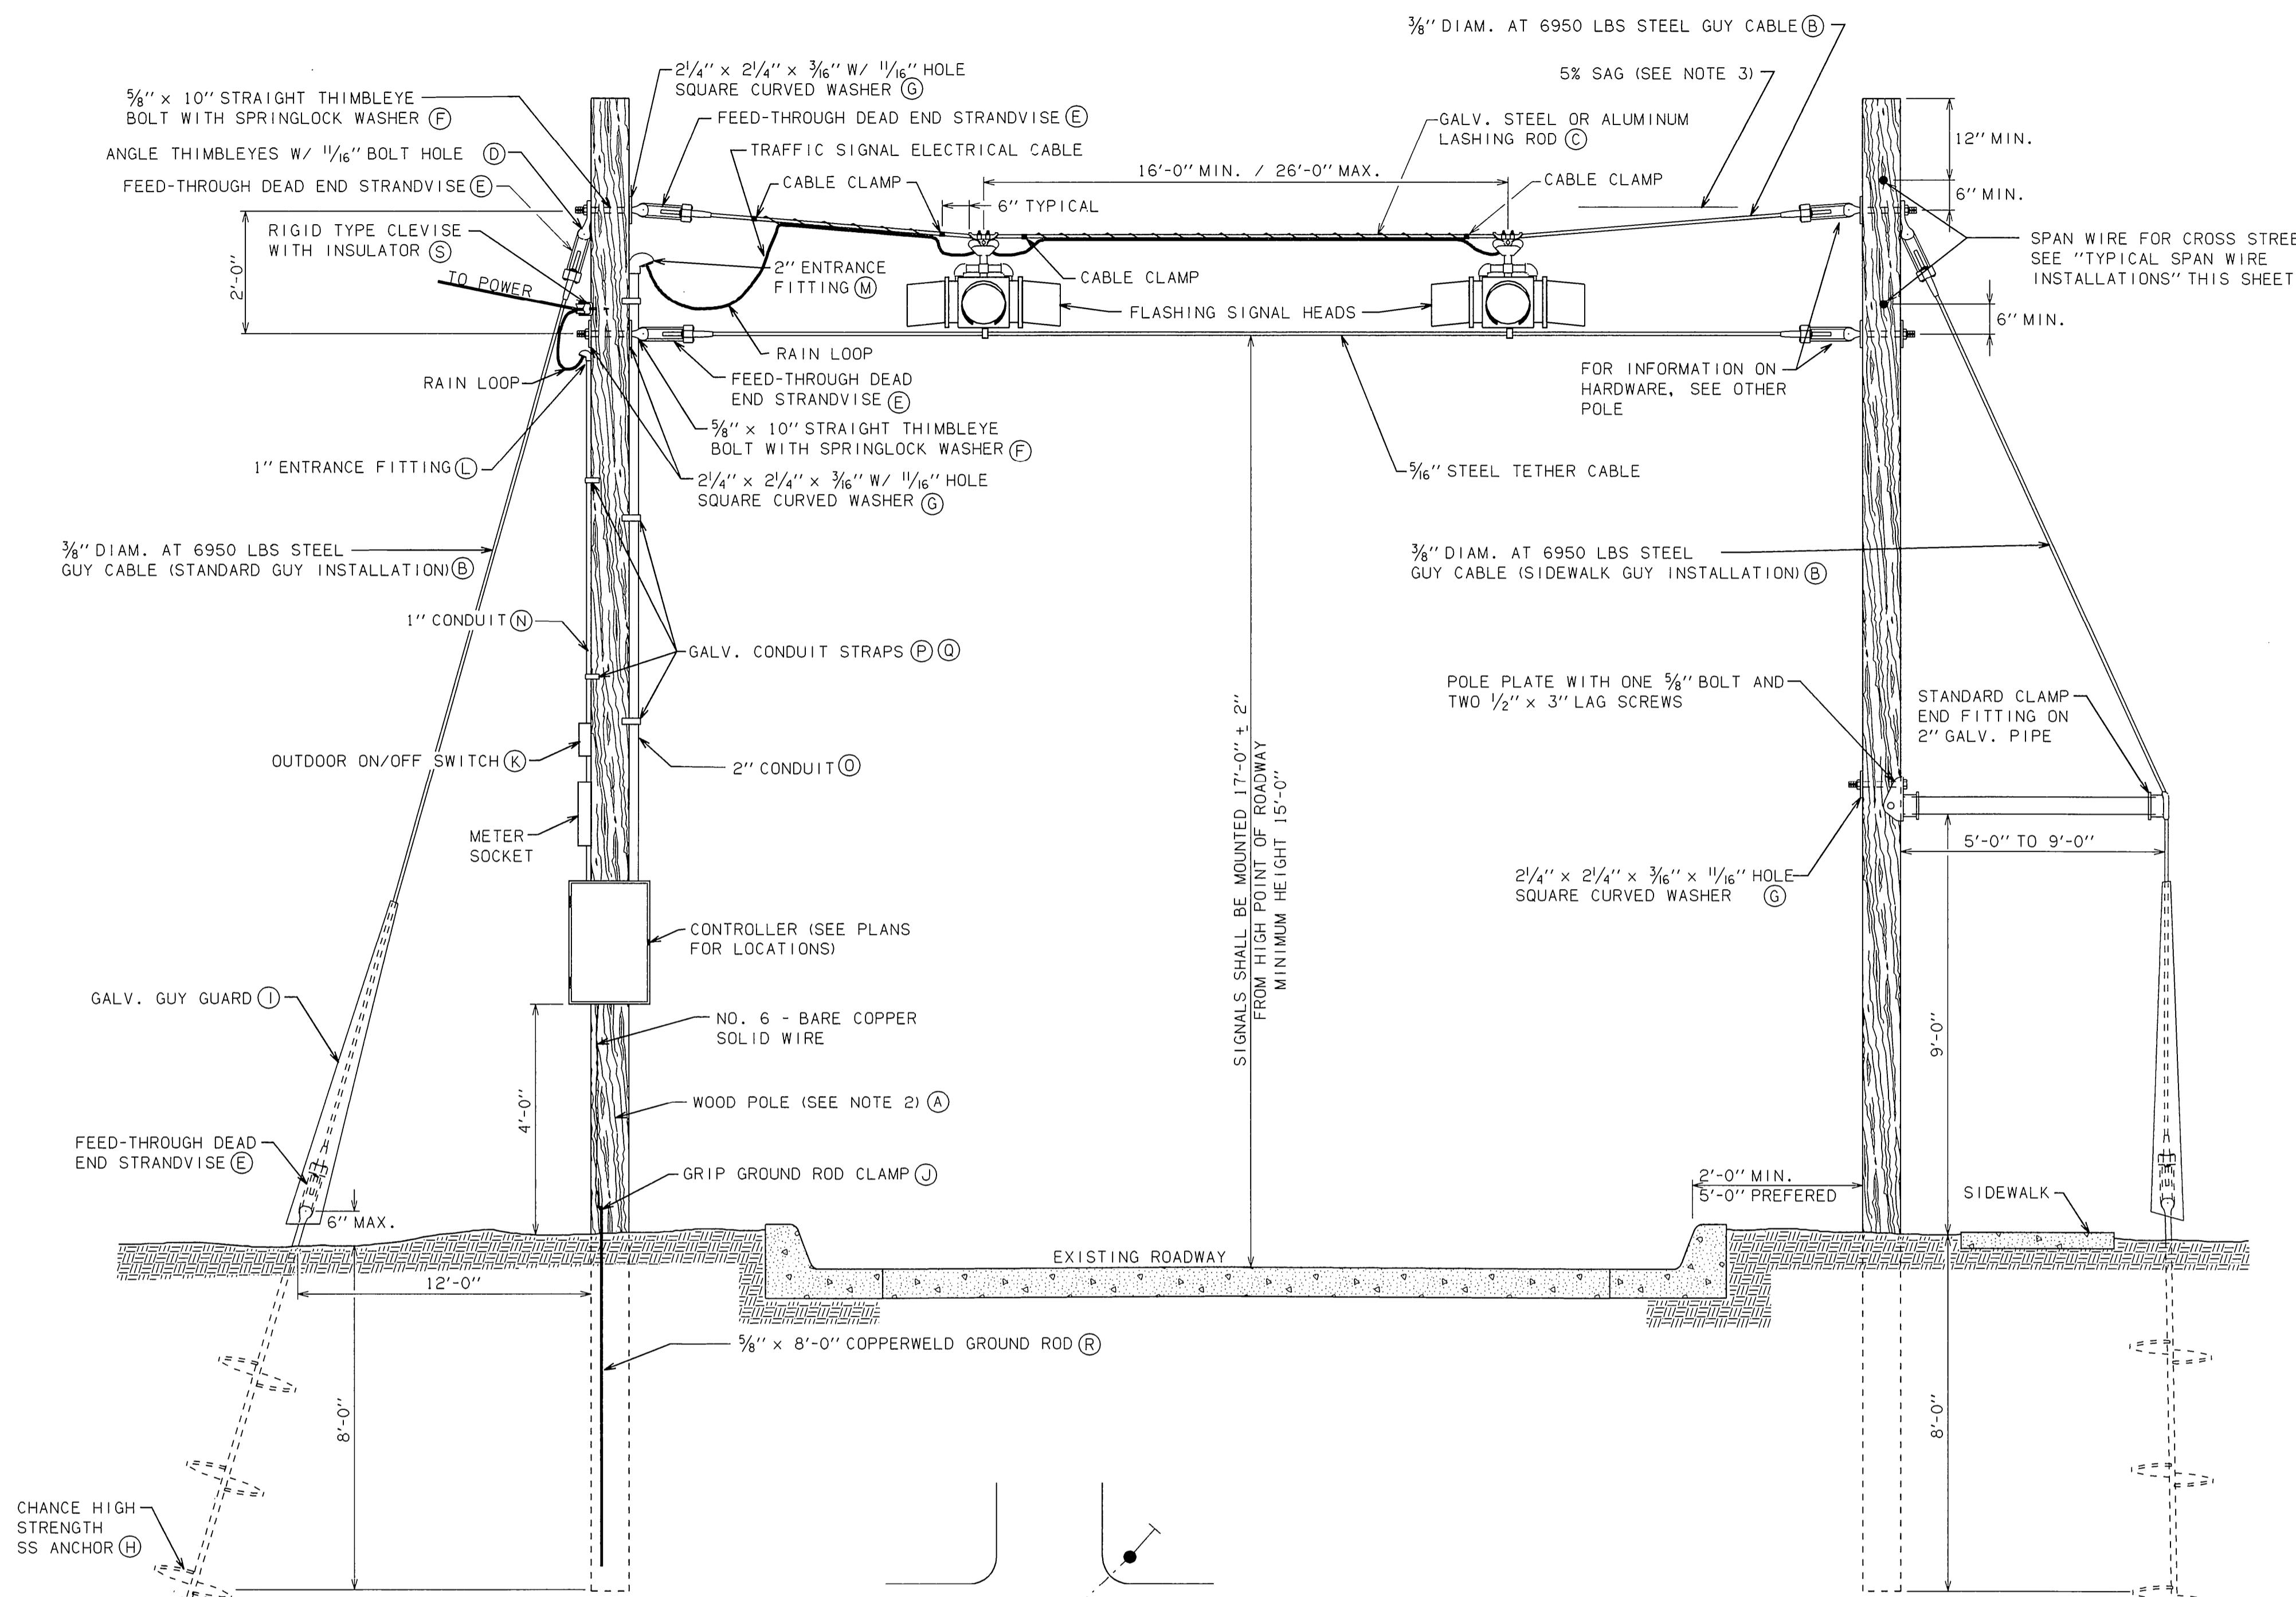 3/8" DIAM. AT 6950 LBS STEEL GUY CABLE (B)
5% SAG (SEE NOTE 3)
2 1/4" x 2 1/4" x 3/16" W/ 11/16" HOLE
SQUARE CURVED WASHER (G)
5/8" x 10" STRAIGHT THIMBLEYE
BOLT WITH SPRINGLOCK WASHER (F)
FEED-THROUGH DEAD END STRANDVISE (E)
GALV. STEEL OR ALUMINUM
LASHING ROD (C)
12" MIN.
ANGLE THIMBLEYES W/ 11/16" BOLT HOLE (D)
TRAFFIC SIGNAL ELECTRICAL CABLE
16'-0" MIN. / 26'-0" MAX.
FEED-THROUGH DEAD END STRANDVISE (E)
CABLE CLAMP
CABLE CLAMP
6" MIN.
6" TYPICAL
RIGID TYPE CLEVISE
WITH INSULATOR (S)
SPAN WIRE FOR CROSS STREE
SEE "TYPICAL SPAN WIRE
INSTALLATIONS" THIS SHEET
2'-0"
TO POWER
2" ENTRANCE
FITTING (M)
CABLE CLAMP
FLASHING SIGNAL HEADS
6" MIN.
RAIN LOOP
RAIN LOOP
FEED-THROUGH DEAD
END STRANDVISE (E)
FOR INFORMATION ON
HARDWARE, SEE OTHER
POLE
5/8" x 10" STRAIGHT THIMBLEYE
BOLT WITH SPRINGLOCK WASHER (F)
1" ENTRANCE FITTING (L)
5/16" STEEL TETHER CABLE
2 1/4" x 2 1/4" x 3/16" W/ 11/16" HOLE
SQUARE CURVED WASHER (G)
3/8" DIAM. AT 6950 LBS STEEL
GUY CABLE (STANDARD GUY INSTALLATION) (B)
3/8" DIAM. AT 6950 LBS STEEL
GUY CABLE (SIDEWALK GUY INSTALLATION) (B)
1" CONDUIT (N)
GALV. CONDUIT STRAPS (P) (Q)
POLE PLATE WITH ONE 5/8" BOLT AND
TWO 1/2" x 3" LAG SCREWS
STANDARD CLAMP
END FITTING ON
2" GALV. PIPE
OUTDOOR ON/OFF SWITCH (K)
2" CONDUIT (O)
SIGNALS SHALL BE MOUNTED 17'-0" ± 2"
FROM HIGH POINT OF ROADWAY
MINIMUM HEIGHT 15'-0"
METER
SOCKET
5'-0" TO 9'-0"
2 1/4" x 2 1/4" x 3/16" x 11/16" HOLE
SQUARE CURVED WASHER (G)
CONTROLLER (SEE PLANS
FOR LOCATIONS)
GALV. GUY GUARD (I)
NO. 6 - BARE COPPER
SOLID WIRE
9'-0"
4'-0"
WOOD POLE (SEE NOTE 2) (A)
FEED-THROUGH DEAD
END STRANDVISE (E)
GRIP GROUND ROD CLAMP (J)
2'-0" MIN.
5'-0" PREFERED
SIDEWALK
6" MAX.
EXISTING ROADWAY
12'-0"
5/8" x 8'-0" COPPERWELD GROUND ROD (R)
8'-0"
8'-0"
CHANCE HIGH
STRENGTH
SS ANCHOR (H)